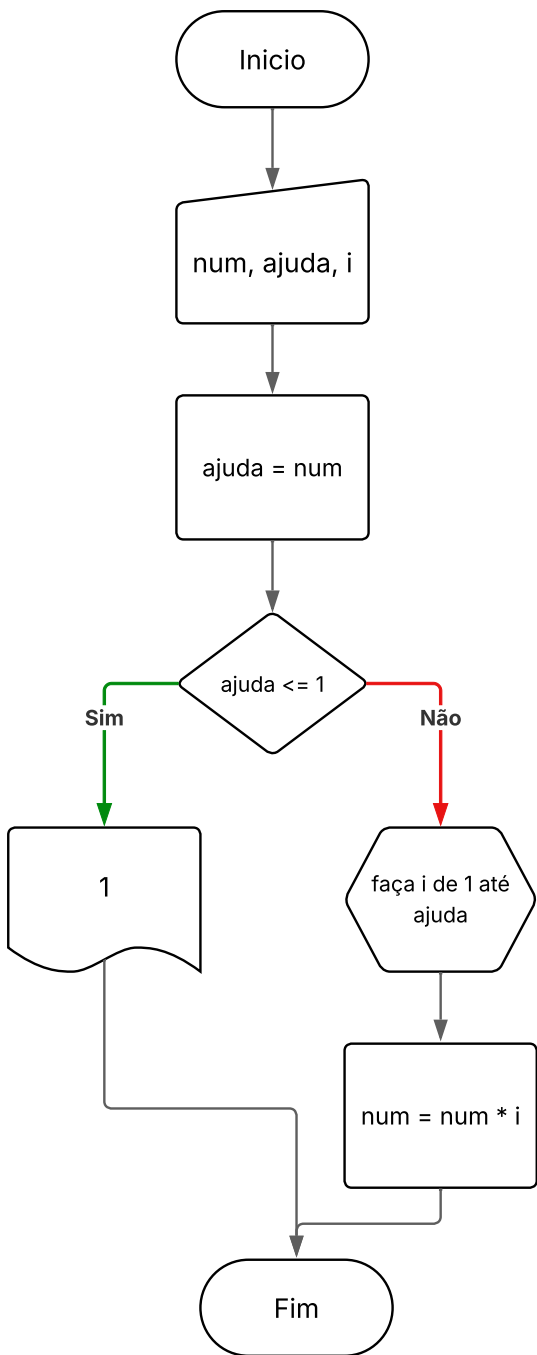 Inicio
num, ajuda, i
ajuda = num
ajuda <= 1
Sim
Não
1
faça i de 1 até
ajuda
num = num * i
Fim